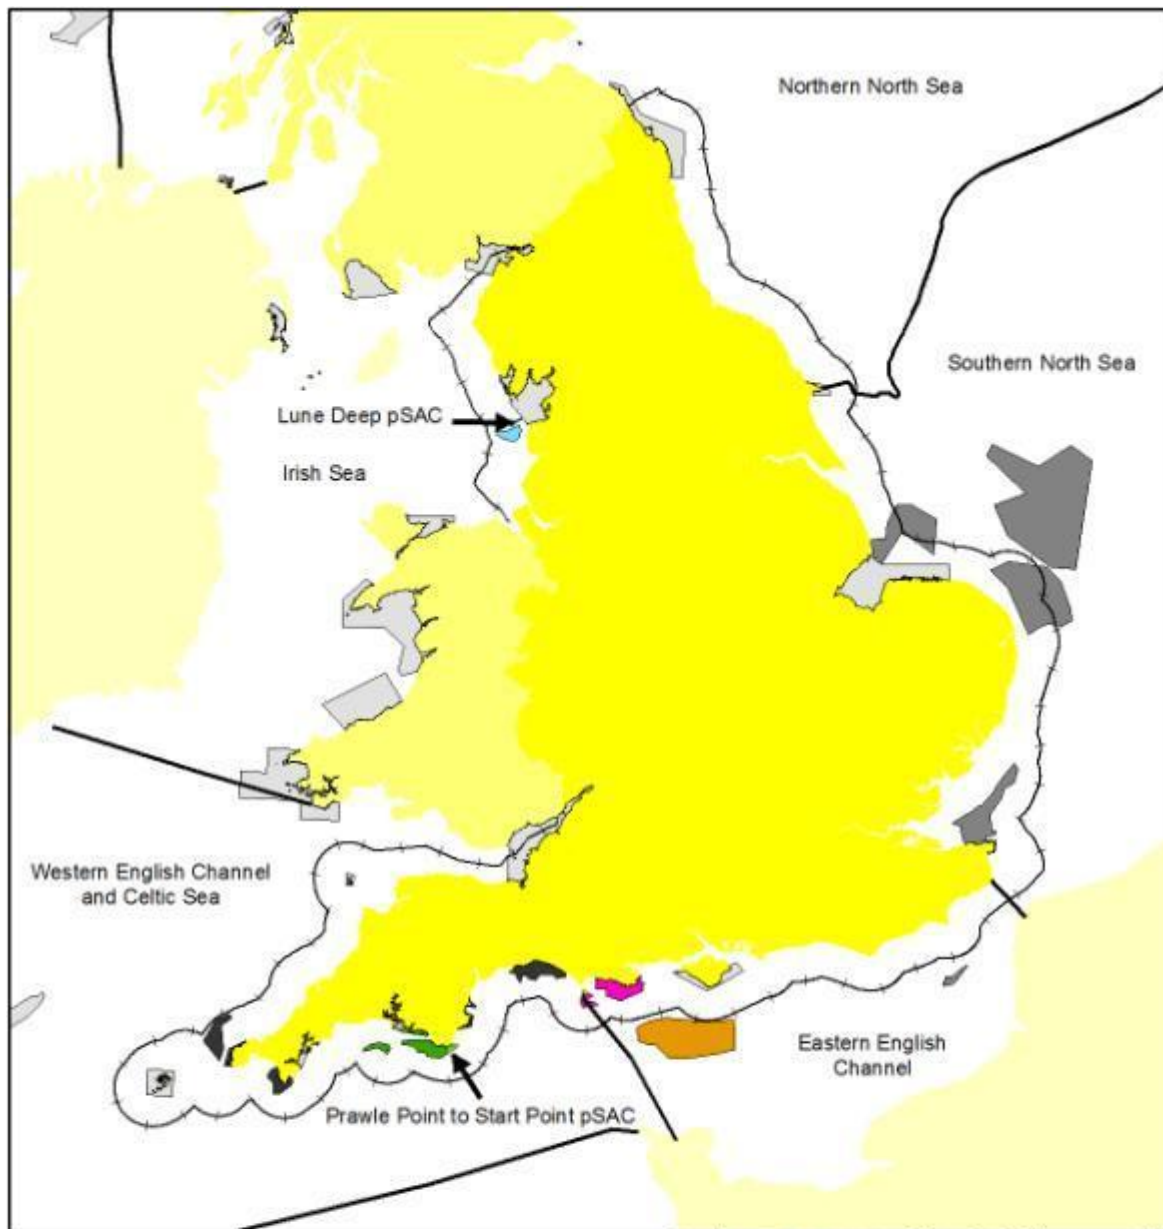 Northern North Sea
Southern North Sea
Lune Deep pSAC
Irish Sea
Western English Channel
and Celtic Sea
Eastern English
Channel
Prawle Point to Start Point pSAC